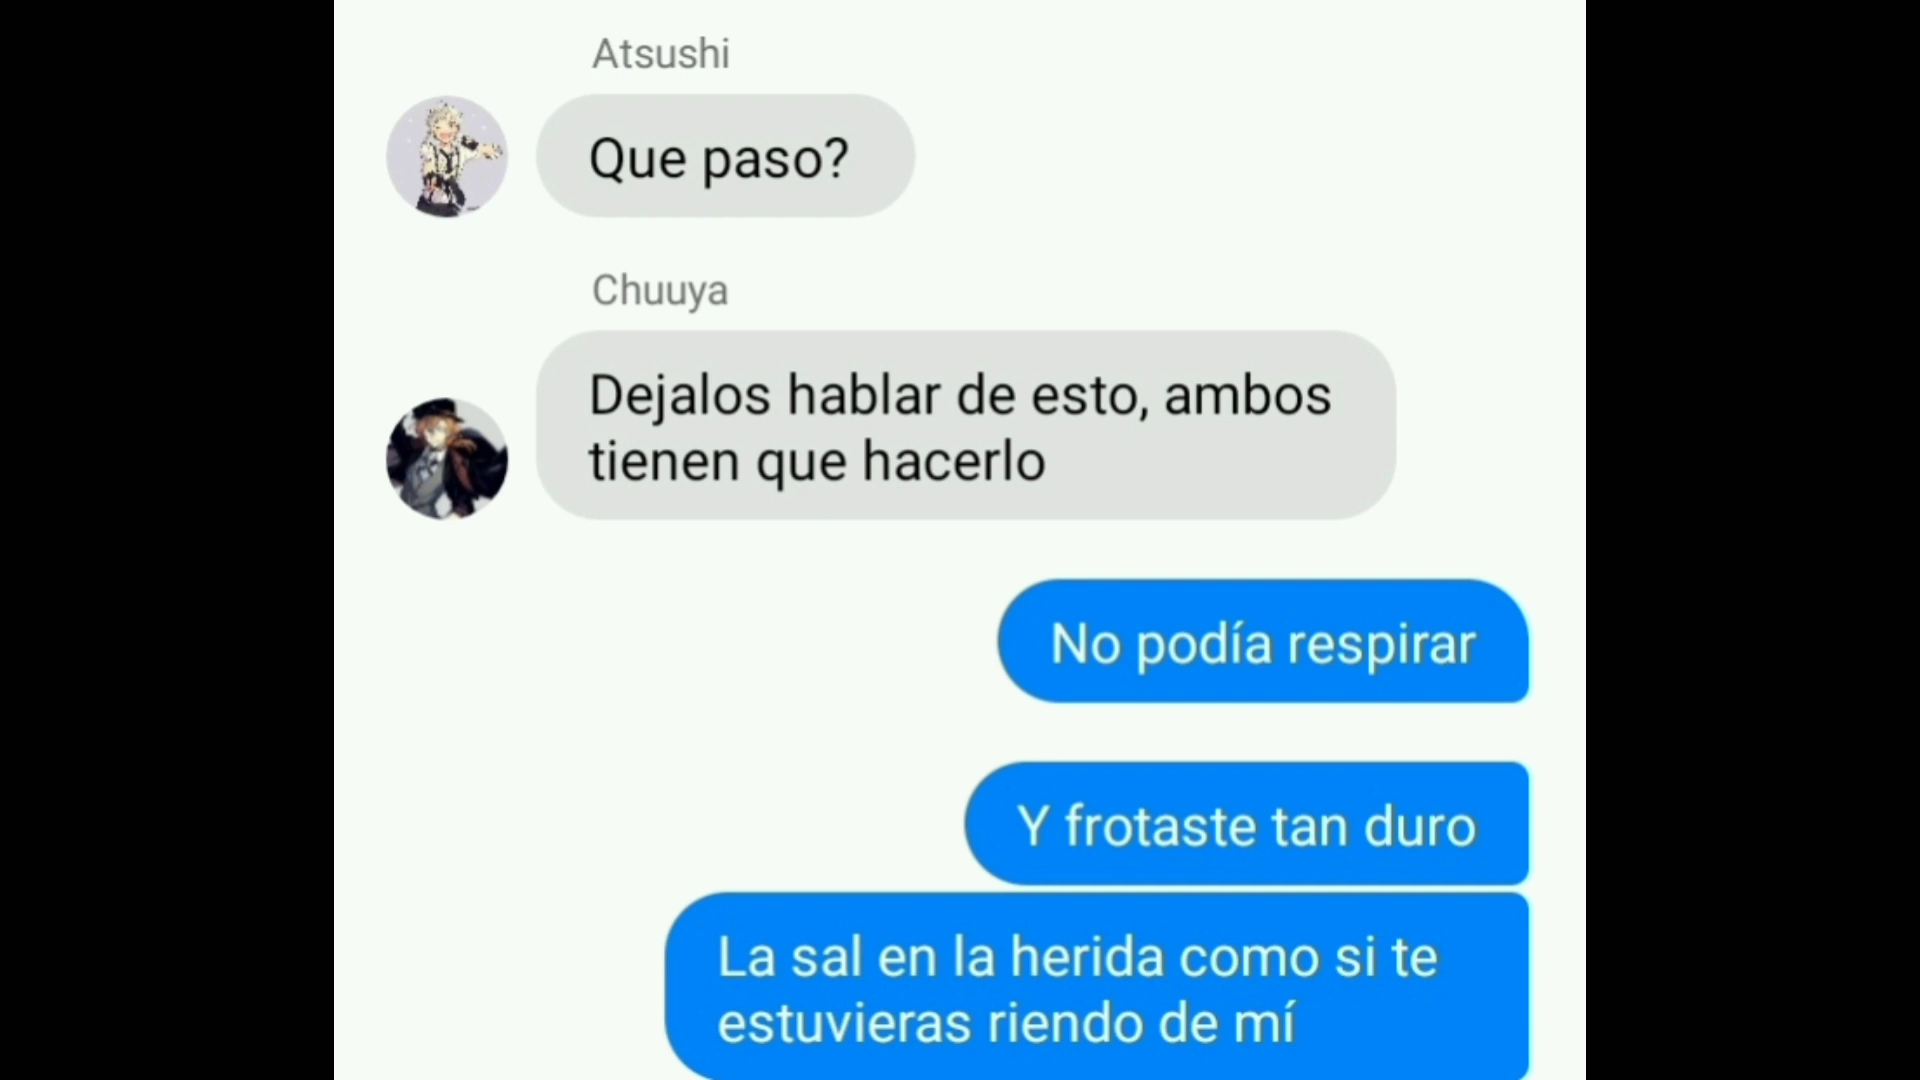 Atsushi
Que paso?
Chuuya
Dejalos hablar de esto, ambos
tienen que hacerlo
No podía respirar
Y frotaste tan duro
La sal en la herida como si te
estuvieras riendo de mí